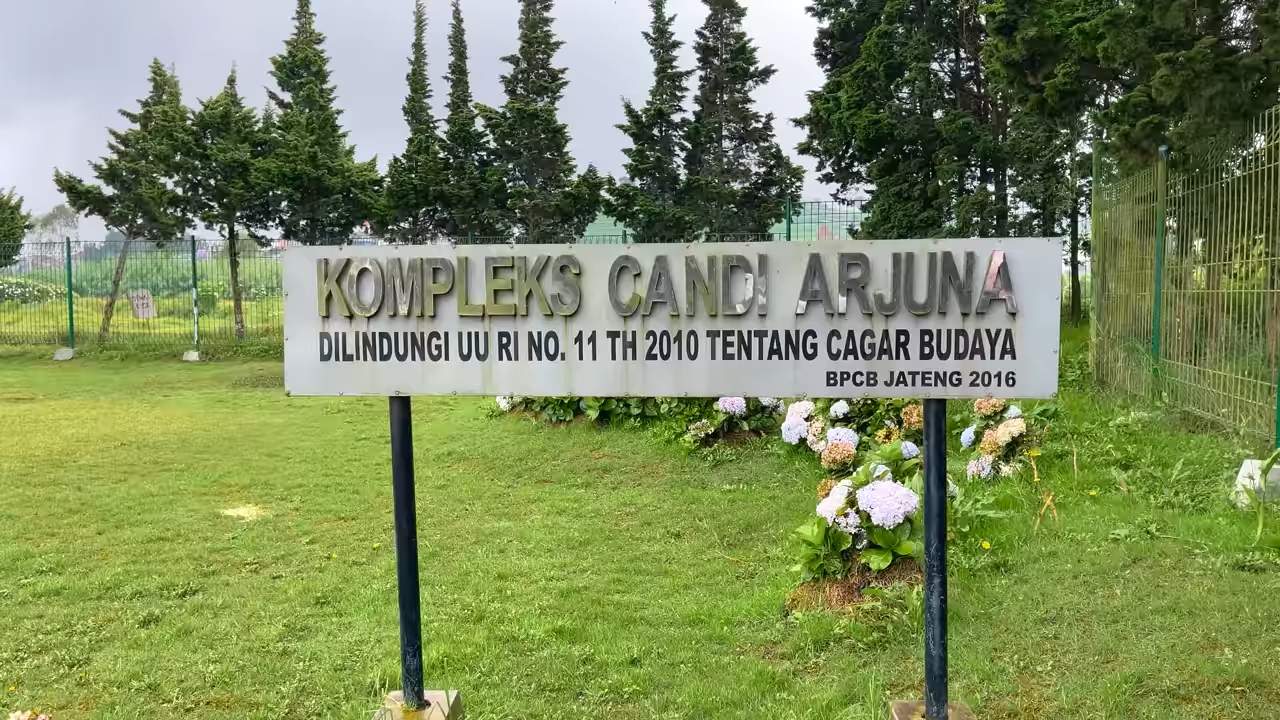 KOMPLEKS CANDI ARJUNA
DILINDUNGI UU RI NO. 11 TH 2010 TENTANG CAGAR BUDAYA
BPCB JATENG 2016